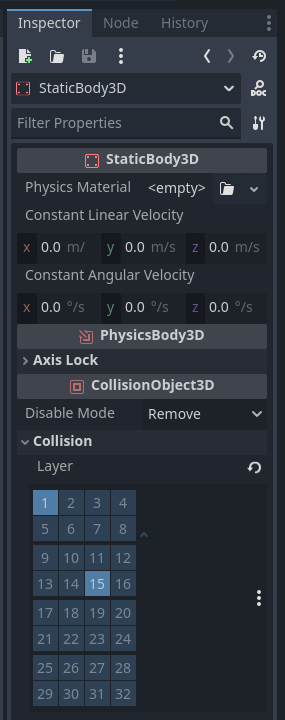 Inspector Node History
StaticBody3D
DOC
Filter Properties
StaticBody3D
Physics Material <empty>
Constant Linear Velocity
x 0.0 m/ y 0.0 m/s z 0.0 m/s
Constant Angular Velocity
x 0.0 °/s y 0.0 °/s z 0.0 °/s
PhysicsBody3D
Axis Lock
CollisionObject3D
Disable Mode Remove
Collision
Layer
1 2 3 4
5 6 7 8
9 10 11 12
13 14 15 16
17 18 19 20
21 22 23 24
25 26 27 28
29 30 31 32